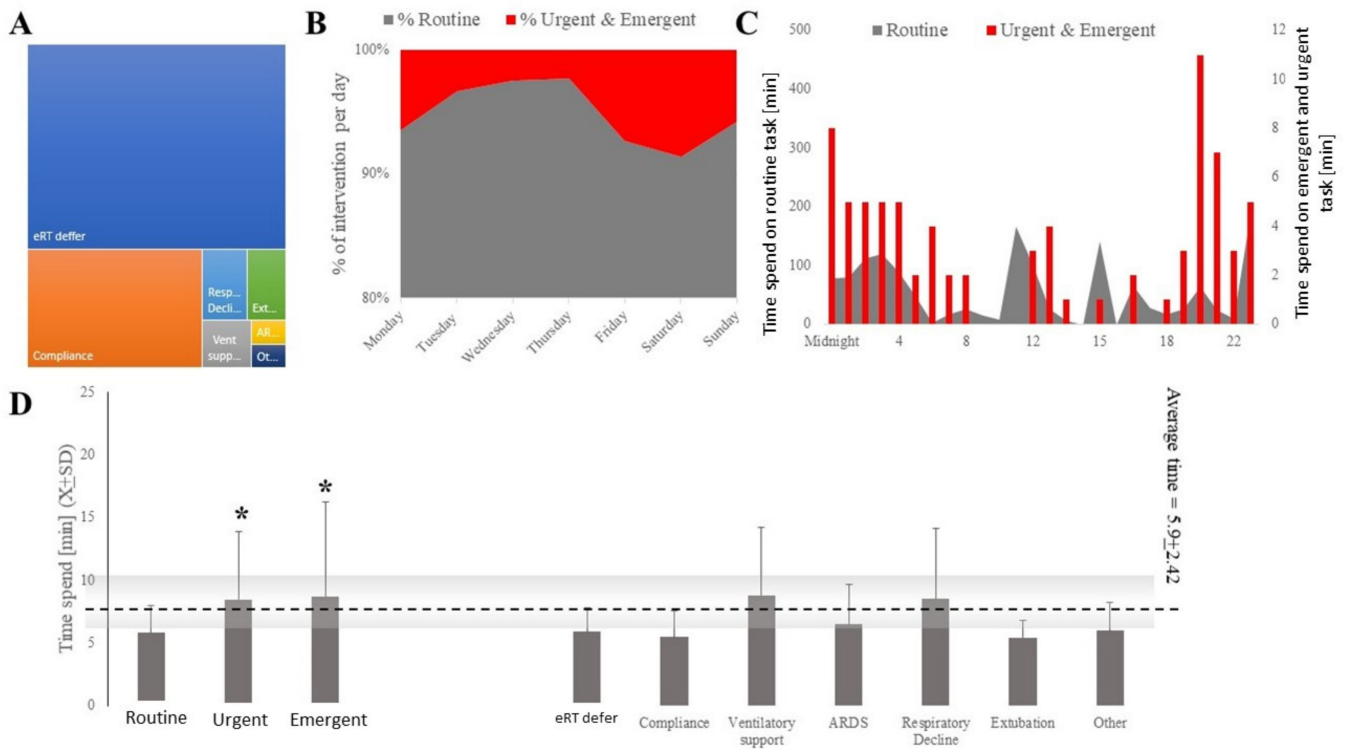 A
eRT deffer
Compliance
Resp...
Decli...
Ext...
Vent
supp...
AR...
Ot...
B
% Routine
% Urgent & Emergent
% of intervention per day
100%
90%
80%
Monday
Tuesday
Wednesday
Thursday
Friday
Saturday
Sunday
C
Routine
Urgent & Emergent
Time spend on routine task [min]
500
400
300
200
100
0
Midnight
4
8
12
15
18
22
12
10
8
6
4
2
0
Time spend on emergent and urgent
task [min]
D
Time spend [min] (X±SD)
25
20
15
10
5
0
*
*
Average time = 5.9±2.42
Routine
Urgent
Emergent
eRT defer
Compliance
Ventilatory
support
ARDS
Respiratory
Decline
Extubation
Other